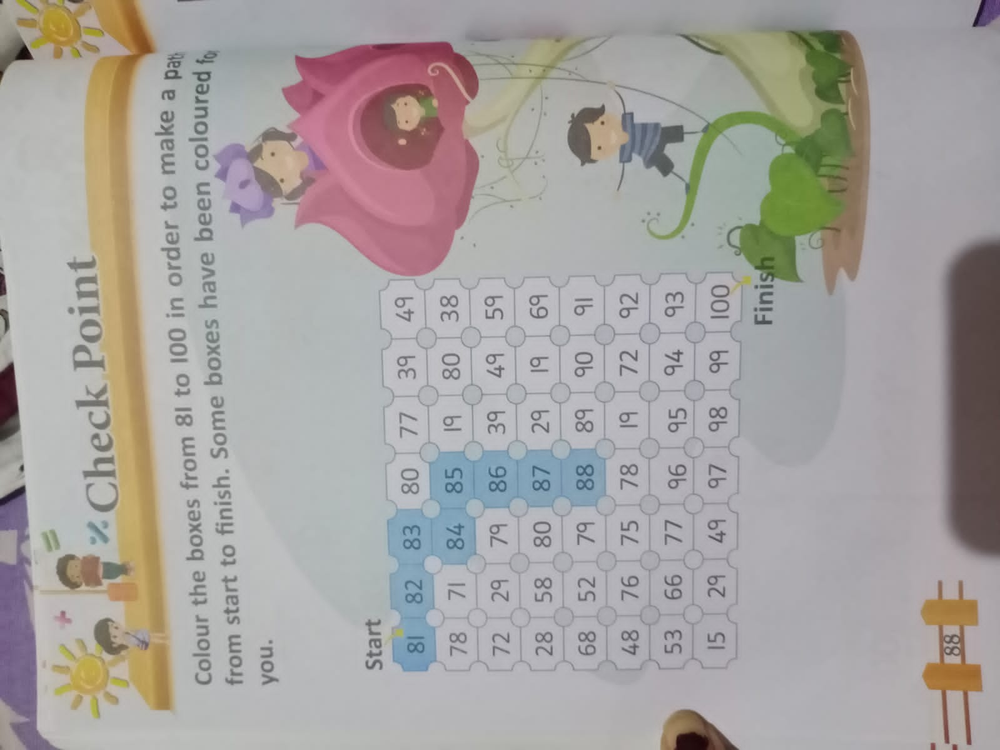 Check Point
Colour the boxes from 81 to 100 in order to make a path
from start to finish. Some boxes have been coloured for
you.
Start
81 82 83 80 77 39 49
78 71 84 85 19 80 38
72 29 79 86 39 49 59
28 58 80 87 29 19 69
68 52 79 88 89 90 91
48 76 75 78 19 72 92
53 66 77 96 95 94 93
15 29 49 97 98 99 100
Finish
88